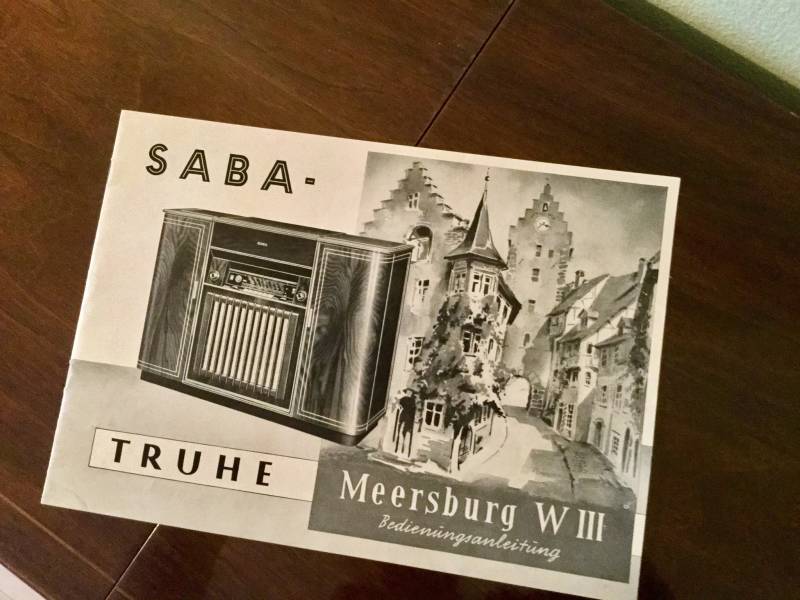 SABA-
TRUHE
Meersburg W III
Bedienungsanleitung